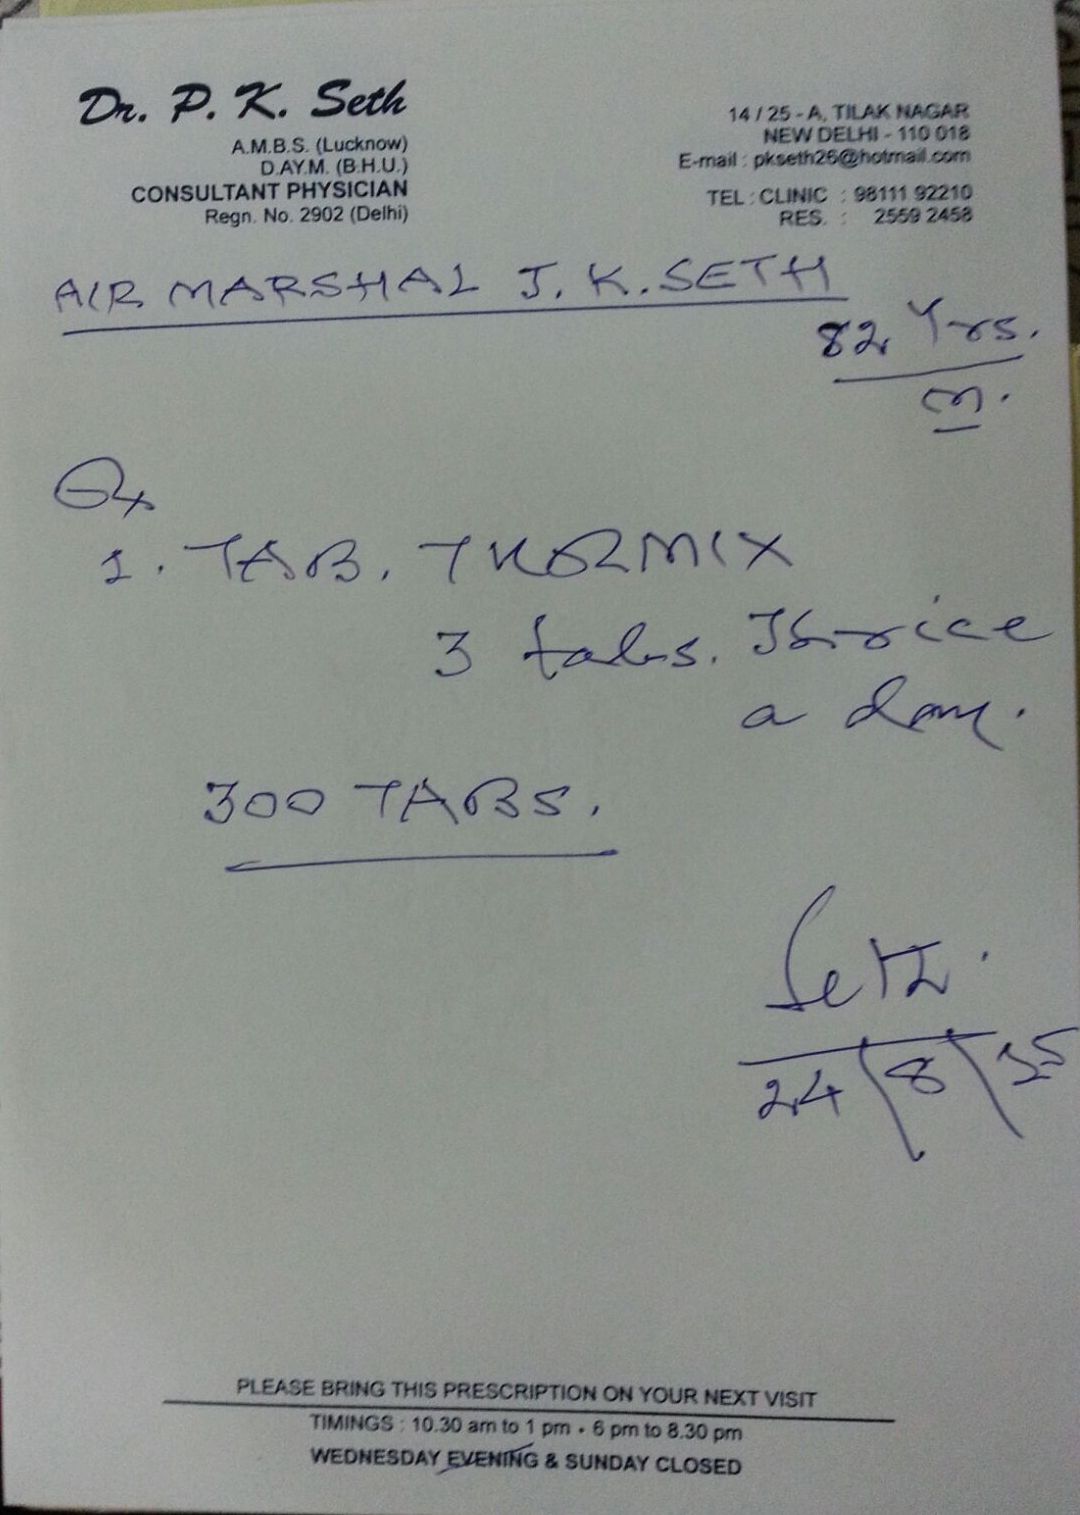 Dr. P. K. Seth
A.M.B.S. (Lucknow)
D.AY.M. (B.H.U.)
CONSULTANT PHYSICIAN
Regn. No. 2902 (Delhi)
14 / 25 - A, TILAK NAGAR
NEW DELHI - 110 018
E-mail : pkseth26@hotmail.com
TEL : CLINIC : 98111 92210
RES. : 2559 2458
AIR MARSHAL J. K. SETH
82 Yrs.
M.
Rx
1. TAB.
3 tabs. Thrice
a day.
300 TABS.
Seth.
24/8/15
PLEASE BRING THIS PRESCRIPTION ON YOUR NEXT VISIT
TIMINGS : 10.30 am to 1 pm - 6 pm to 8.30 pm
WEDNESDAY EVENING & SUNDAY CLOSED